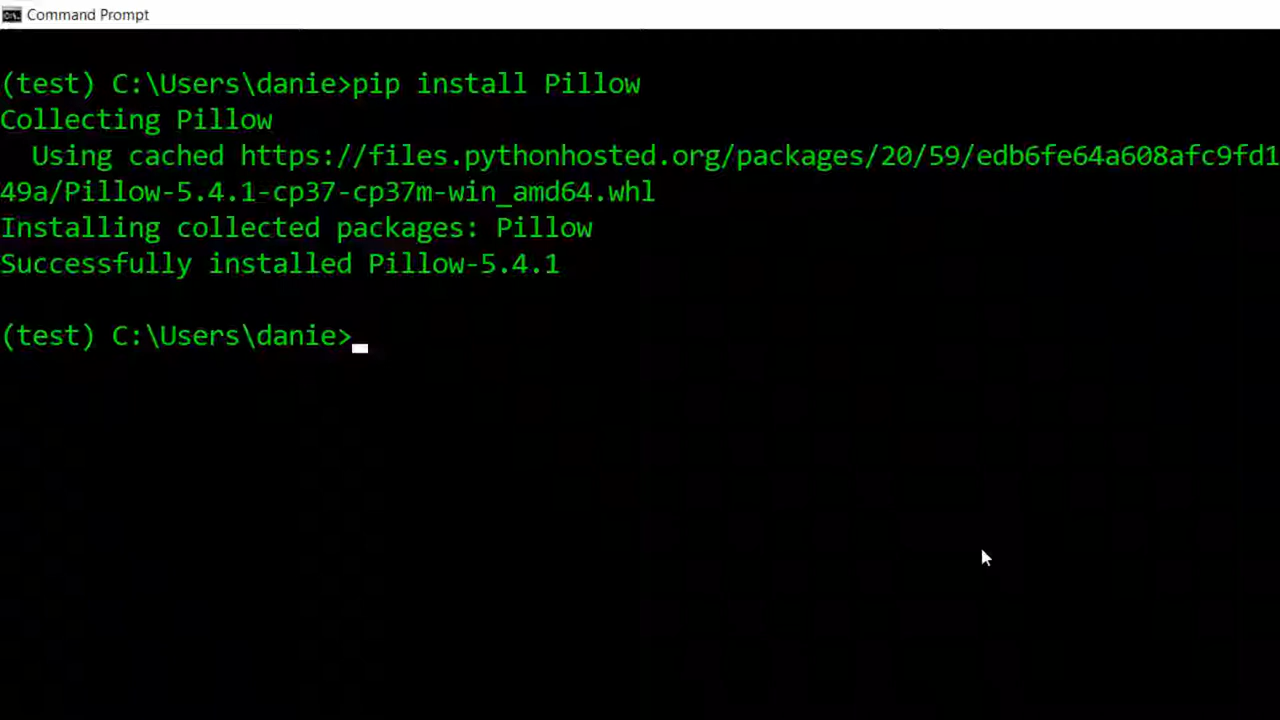 Command Prompt
(test) C:\Users\danie>pip install Pillow
Collecting Pillow
  Using cached https://files.pythonhosted.org/packages/20/59/edb6fe64a608afc9fd1
49a/Pillow-5.4.1-cp37-cp37m-win_amd64.whl
Installing collected packages: Pillow
Successfully installed Pillow-5.4.1
(test) C:\Users\danie>